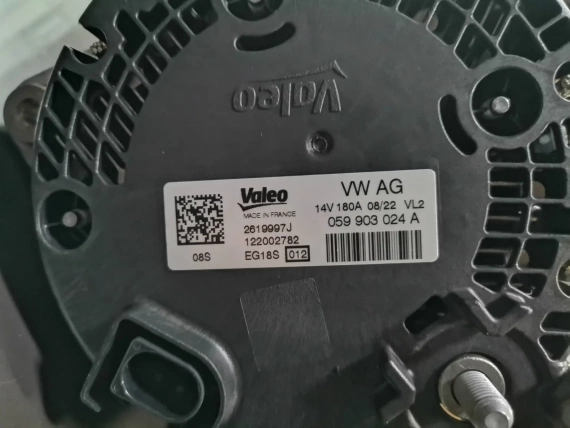 Valeo
Valeo
MADE IN FRANCE
2619997J
122002782
EG18S 012
08S
VW AG
14V 180A 08/22 VL2
059 903 024 A